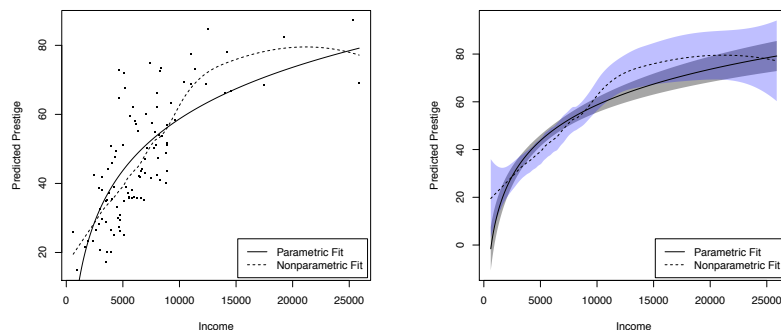 Predicted Prestige
80
60
40
20
0 5000 10000 15000 20000 25000
Income
Parametric Fit
Nonparametric Fit
Predicted Prestige
80
60
40
20
0
0 5000 10000 15000 20000 25000
Income
Parametric Fit
Nonparametric Fit